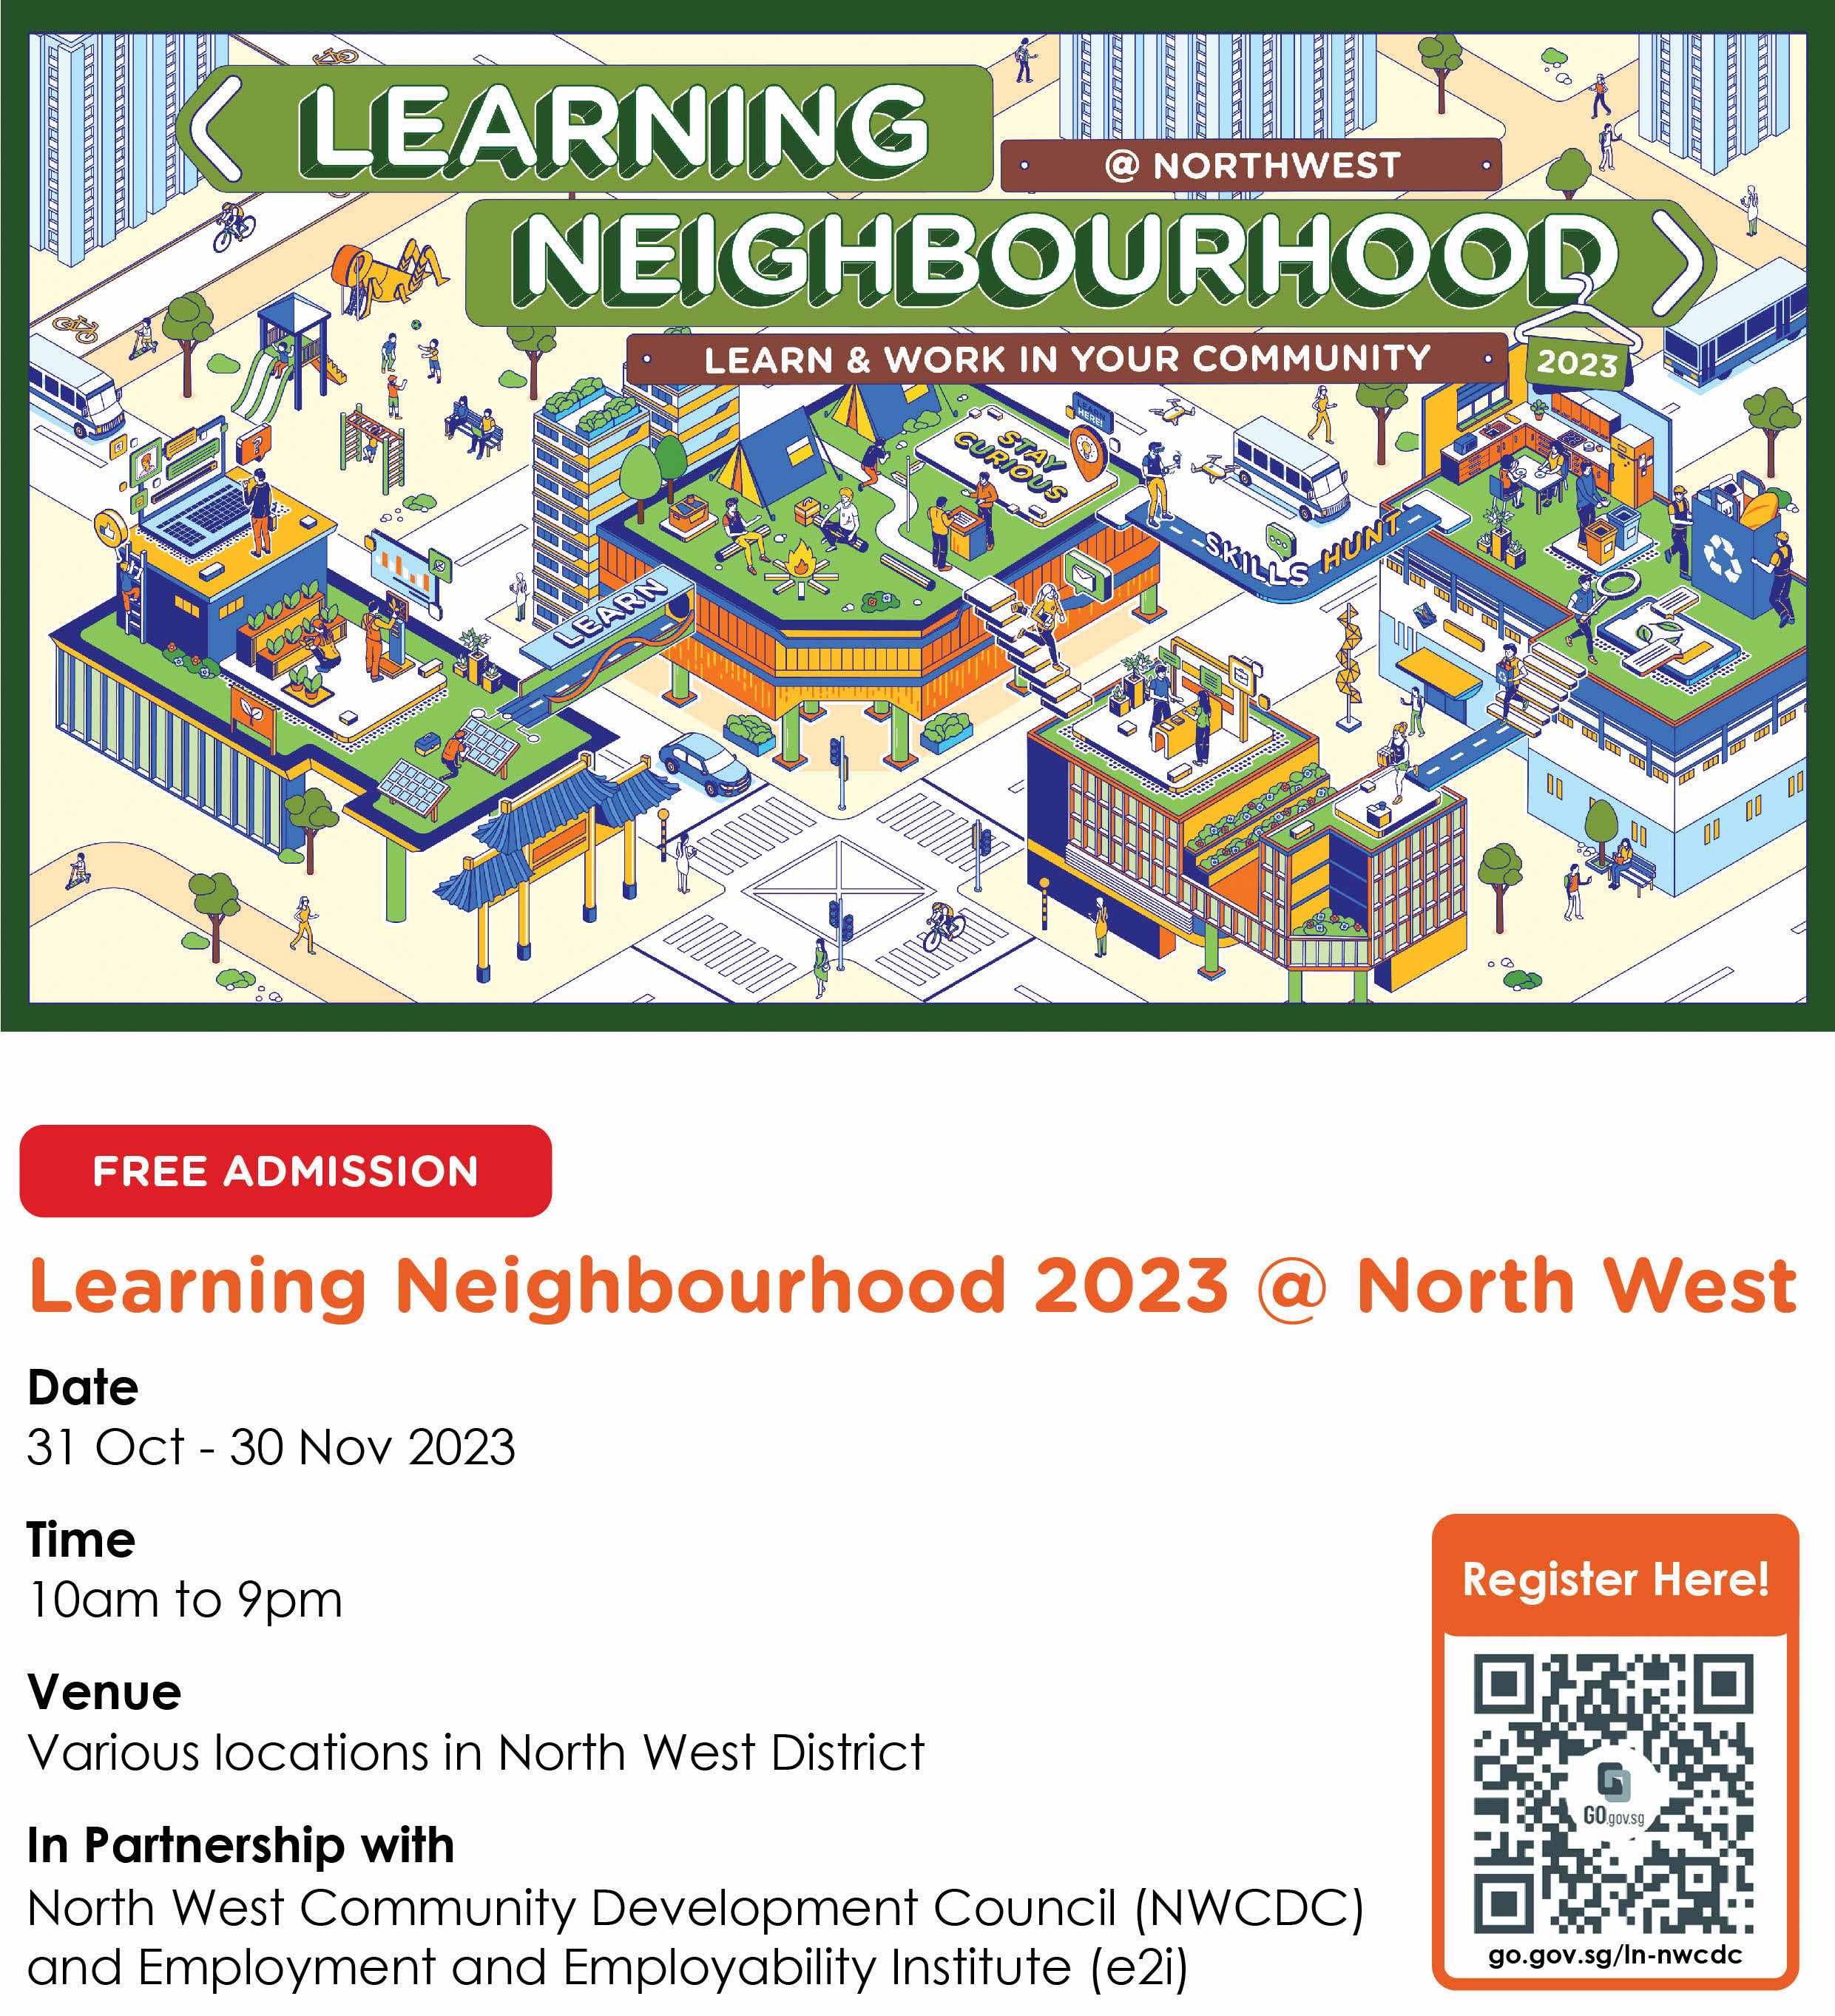 LEARNING
@ NORTHWEST
NEIGHBOURHOOD
LEARN & WORK IN YOUR COMMUNITY
2023
LEARN HERE!
STAY
CURIOUS
SKILLS HUNT
LEARN
FREE ADMISSION
Learning Neighbourhood 2023 @ North West
Date
31 Oct - 30 Nov 2023
Time
10am to 9pm
Venue
Various locations in North West District
In Partnership with
North West Community Development Council (NWCDC)
and Employment and Employability Institute (e2i)
Register Here!
GO.gov.sg
go.gov.sg/ln-nwcdc